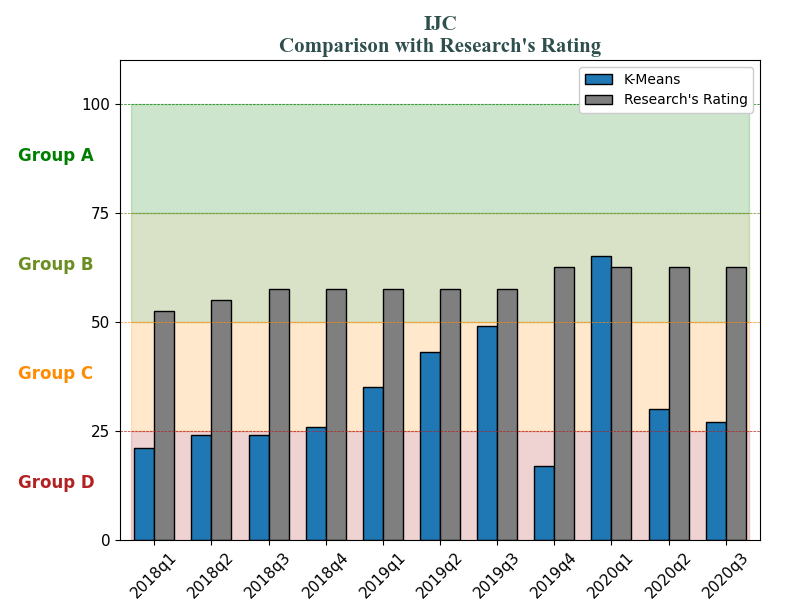 IJC
Comparison with Research's Rating
K-Means
Research's Rating
100
75
50
25
0
Group A
Group B
Group C
Group D
2018q1
2018q2
2018q3
2018q4
2019q1
2019q2
2019q3
2019q4
2020q1
2020q2
2020q3